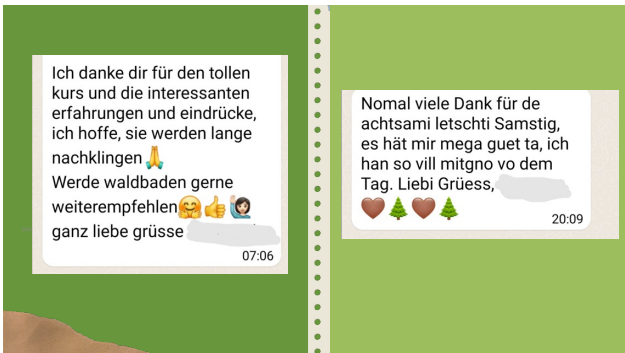 Ich danke dir für den tollen
kurs und die interessanten
erfahrungen und eindrücke,
ich hoffe, sie werden lange
nachklingen🙏
Werde waldbaden gerne
weiterempfehlen🤗👍🙋🏻‍♀️
ganz liebe grüsse
07:06
Nomal viele Dank für de
achtsami letschti Samstig,
es hät mir mega guet ta, ich
han so vill mitgno vo dem
Tag. Liebi Grüess,
🤎🌲🤎🌲
20:09